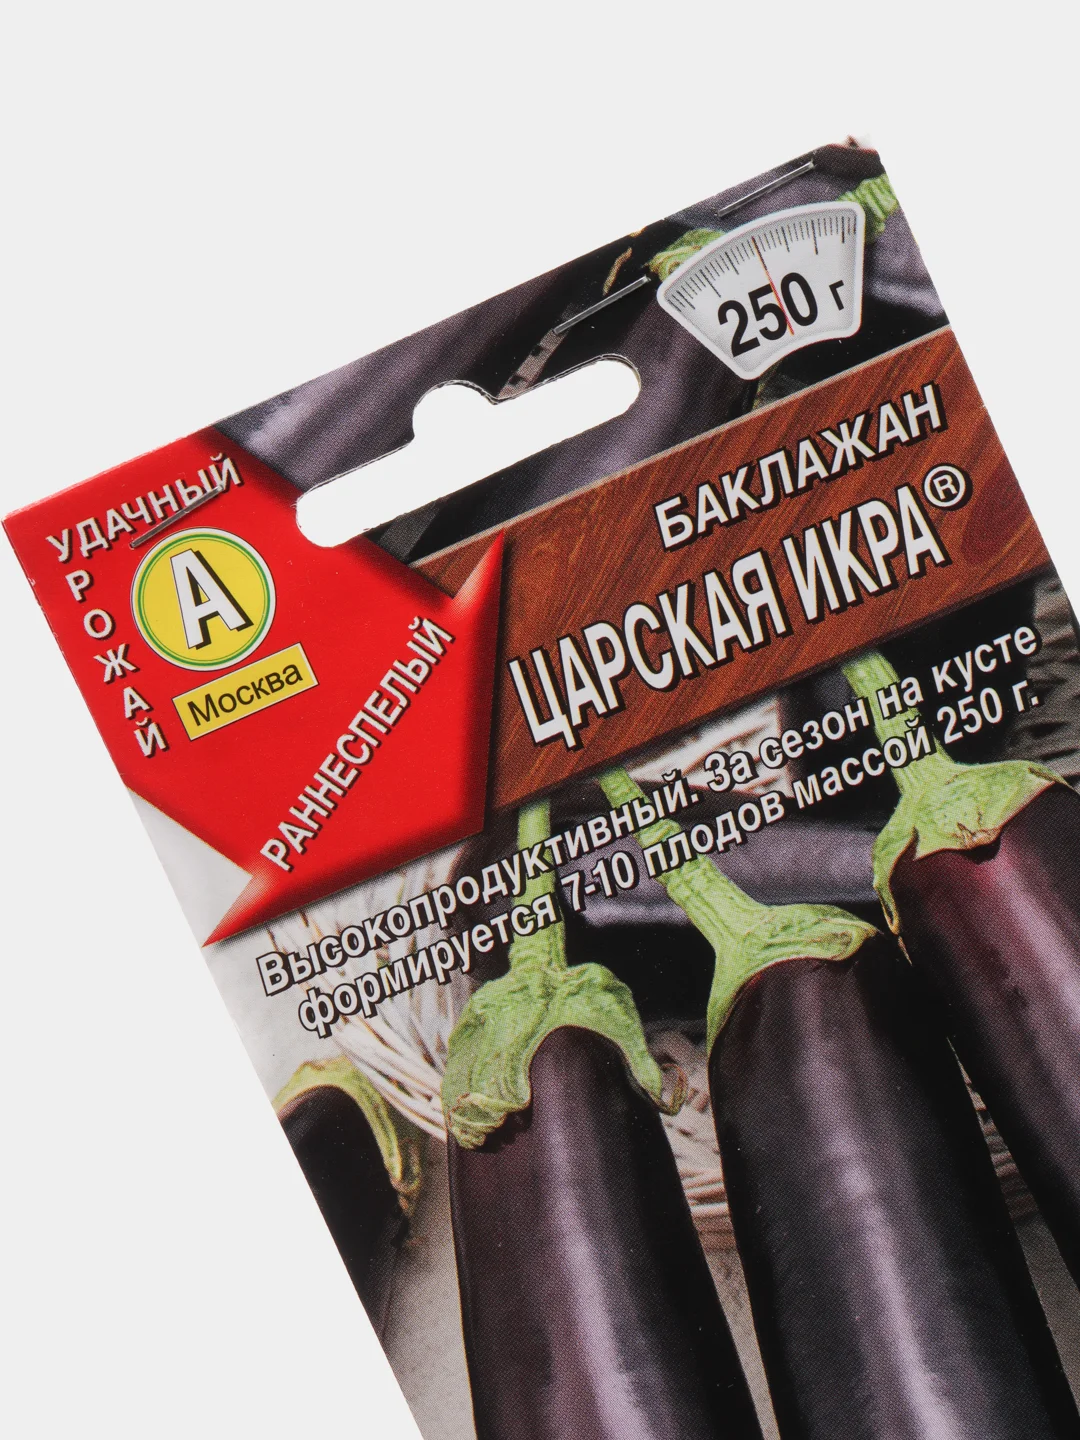 250 г
УДАЧНЫЙ
УРОЖАЙ
А
Москва
РАННЕСПЕЛЫЙ
БАКЛАЖАН
ЦАРСКАЯ ИКРА®
Высокопродуктивный. За сезон на кусте
формируется 7-10 плодов массой 250 г.